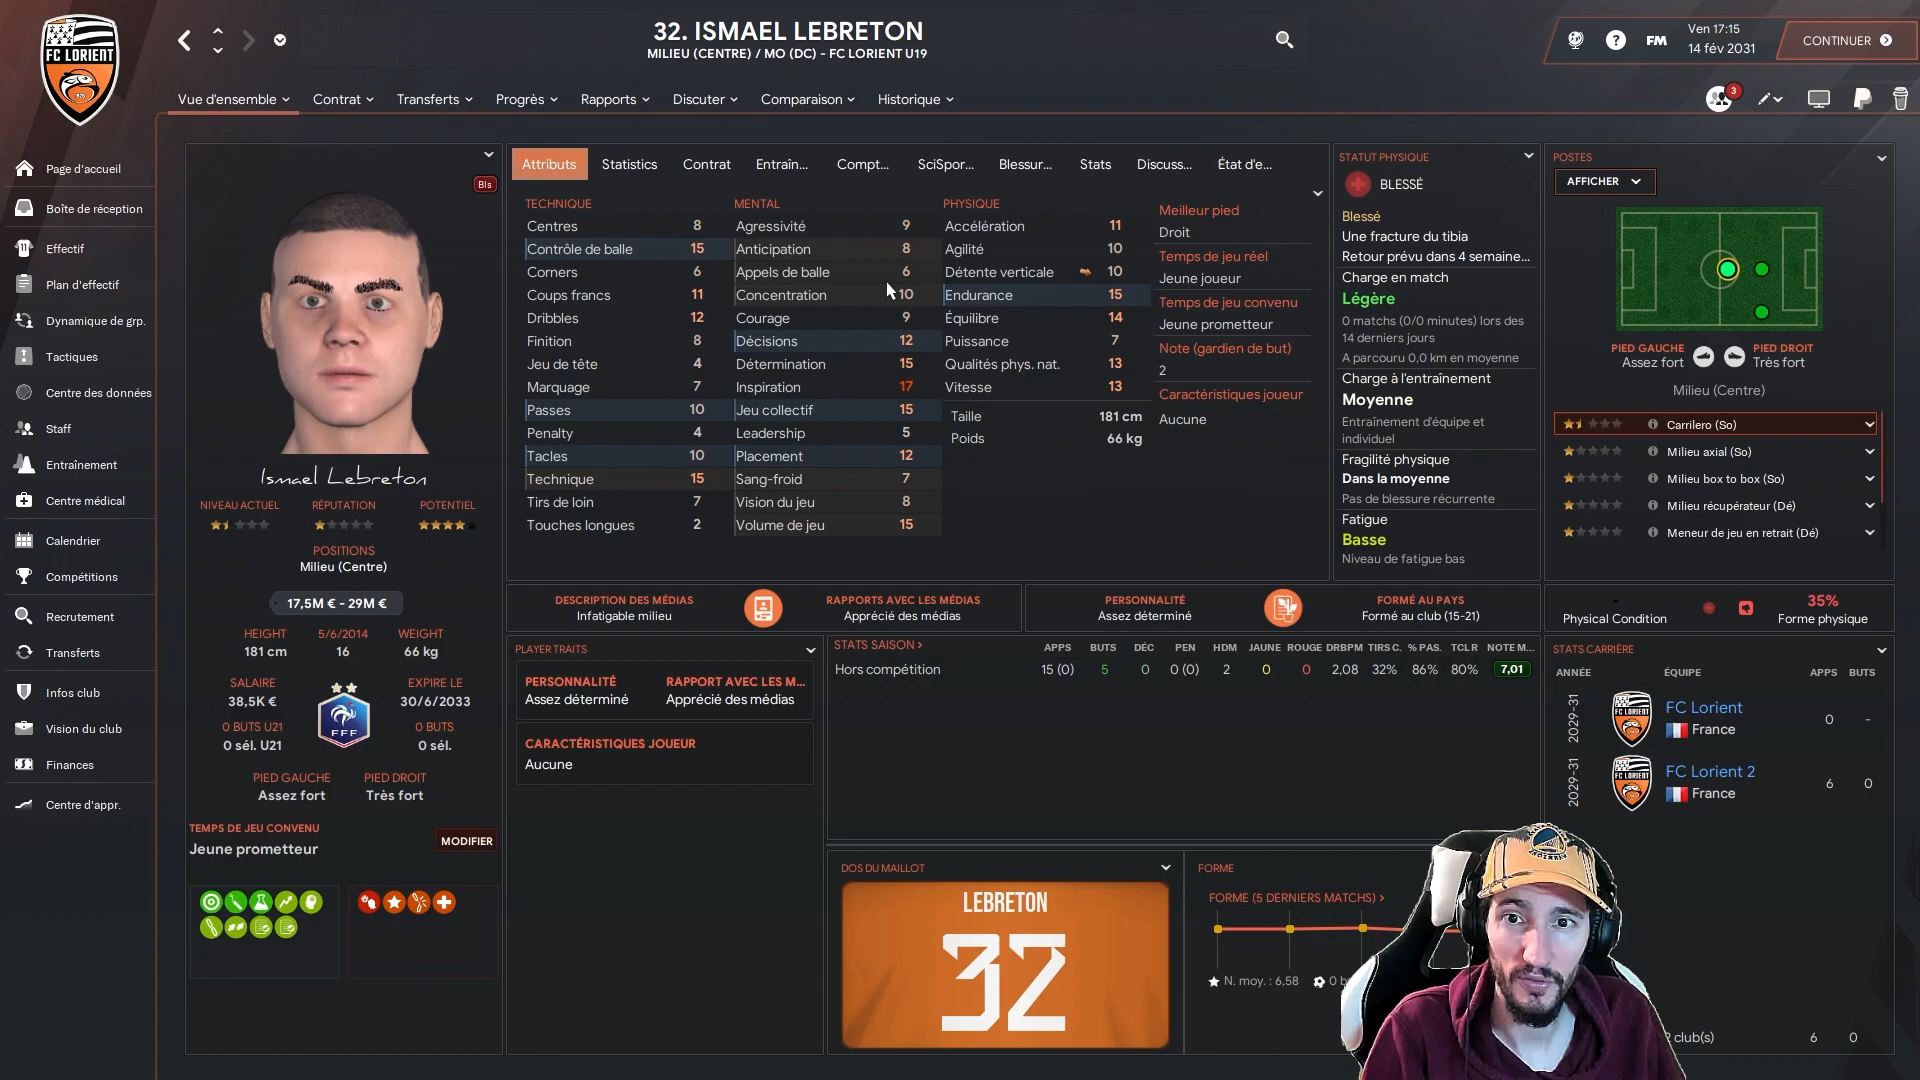 FC LORIENT
32. ISMAEL LEBRETON
MILIEU (CENTRE) / MO (DC) - FC LORIENT U19
?
FM
Ven 17:15
14 fév 2031
CONTINUER
Vue d'ensemble
Contrat
Transferts
Progrès
Rapports
Discuter
Comparaison
Historique
3
Page d'accueil
Boîte de réception
Effectif
Plan d'effectif
Dynamique de grp.
Tactiques
Centre des données
Staff
Entraînement
Centre médical
Calendrier
Compétitions
Recrutement
Transferts
Infos club
Vision du club
Finances
Centre d'appr.
Bls
Ismael Lebreton
NIVEAU ACTUEL
RÉPUTATION
POTENTIEL
POSITIONS
Milieu (Centre)
17,5M € - 29M €
HEIGHT
5/6/2014
WEIGHT
181 cm
16
66 kg
SALAIRE
EXPIRE LE
38,5K €
30/6/2033
FFF
0 BUTS U21
0 BUTS
0 sél. U21
0 sél.
PIED GAUCHE
PIED DROIT
Assez fort
Très fort
TEMPS DE JEU CONVENU
Jeune prometteur
MODIFIER
Attributs
Statistics
Contrat
Entraîn...
Compt...
SciSpor...
Blessur...
Stats
Discuss...
État d'e...
TECHNIQUE
Centres 8
Contrôle de balle 15
Corners 6
Coups francs 11
Dribbles 12
Finition 8
Jeu de tête 4
Marquage 7
Passes 10
Penalty 4
Tacles 10
Technique 15
Tirs de loin 7
Touches longues 2
MENTAL
Agressivité 9
Anticipation 8
Appels de balle 6
Concentration 10
Courage 9
Décisions 12
Détermination 15
Inspiration 17
Jeu collectif 15
Leadership 5
Placement 12
Sang-froid 7
Vision du jeu 8
Volume de jeu 15
PHYSIQUE
Accélération 11
Agilité 10
Détente verticale 10
Endurance 15
Équilibre 14
Puissance 7
Qualités phys. nat. 13
Vitesse 13
Taille 181 cm
Poids 66 kg
Meilleur pied
Droit
Temps de jeu réel
Jeune joueur
Temps de jeu convenu
Jeune prometteur
Note (gardien de but)
2
Caractéristiques joueur
Aucune
STATUT PHYSIQUE
BLESSÉ
Blessé
Une fracture du tibia
Retour prévu dans 4 semaine...
Charge en match
Légère
0 matchs (0/0 minutes) lors des
14 derniers jours
A parcouru 0,0 km en moyenne
Charge à l'entraînement
Moyenne
Entraînement d'équipe et
individuel
Fragilité physique
Dans la moyenne
Pas de blessure récurrente
Fatigue
Basse
Niveau de fatigue bas
POSTES
AFFICHER
PIED GAUCHE
Assez fort
PIED DROIT
Très fort
Milieu (Centre)
Carrilero (So)
Milieu axial (So)
Milieu box to box (So)
Milieu récupérateur (Dé)
Meneur de jeu en retrait (Dé)
DESCRIPTION DES MÉDIAS
Infatigable milieu
RAPPORTS AVEC LES MÉDIAS
Apprécié des médias
PERSONNALITÉ
Assez déterminé
FORMÉ AU PAYS
Formé au club (15-21)
-
Physical Condition
35%
Forme physique
PLAYER TRAITS
PERSONNALITÉ
Assez déterminé
RAPPORT AVEC LES M...
Apprécié des médias
CARACTÉRISTIQUES JOUEUR
Aucune
STATS SAISON >
APPS BUTS DÉC PEN HDM JAUNE ROUGE DRBPM TIRS C. % PAS. TCL R NOTE M...
Hors compétition 15 (0) 5 0 0 (0) 2 0 0 2,08 32% 86% 80% 7,01
STATS CARRIÈRE
ANNÉE ÉQUIPE APPS BUTS
2029-31 FC Lorient 0 -
France
2029-31 FC Lorient 2 6 0
France
club(s) 6 0
DOS DU MAILLOT
LEBRETON
32
FORME
FORME (5 DERNIERS MATCHS) >
N. moy. : 6,58
0 b